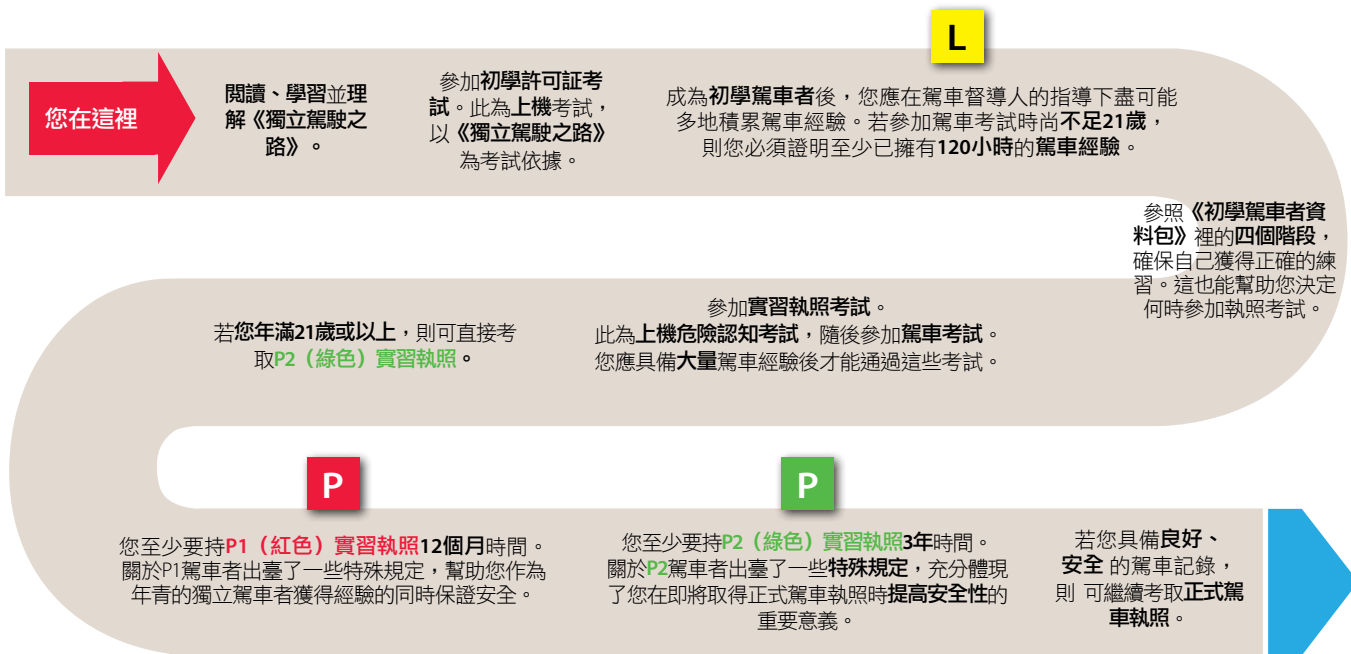 L
您在這裡
閱讀、學習並理
解《獨立駕駛之
路》。
參加初學許可証考
試。此為上機考試，
以《獨立駕駛之路》
為考試依據。
成為初學駕車者後，您應在駕車督導人的指導下盡可能
多地積累駕車經驗。若參加駕車考試時尚不足21歲，
則您必須證明至少已擁有120小時的駕車經驗。
參照《初學駕車者資
料包》裡的四個階段，
確保自己獲得正確的練
習。這也能幫助您決定
何時參加執照考試。
參加實習執照考試。
此為上機危險認知考試，隨後參加駕車考試。
您應具備大量駕車經驗後才能通過這些考試。
若您年滿21歲或以上，則可直接考
取P2（綠色）實習執照。
P
您至少要持P1（紅色）實習執照12個月時間。
關於P1駕車者出臺了一些特殊規定，幫助您作為
年青的獨立駕車者獲得經驗的同時保證安全。
P
您至少要持P2（綠色）實習執照3年時間。
關於P2駕車者出臺了一些特殊規定，充分體現
了您在即將取得正式駕車執照時提高安全性的
重要意義。
若您具備良好、
安全 的駕車記錄，
則 可繼續考取正式駕
車執照。